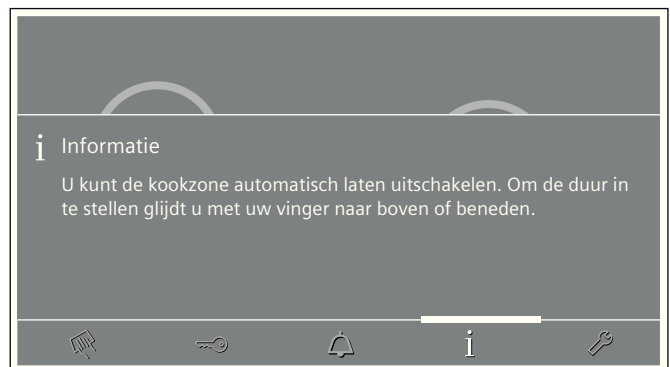 i Informatie
U kunt de kookzone automatisch laten uitschakelen. Om de duur in
te stellen glijdt u met uw vinger naar boven of beneden.
i